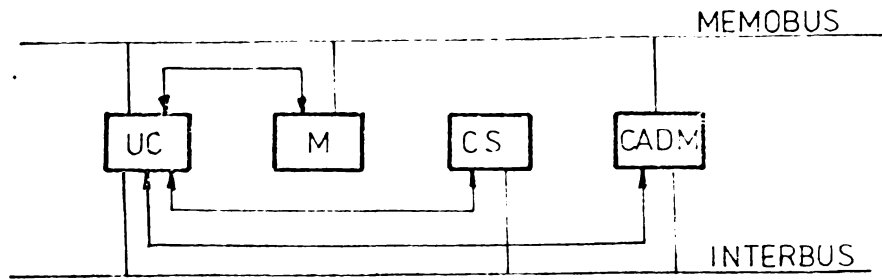 MEMOBUS
UC
M
CS
CADM
INTERBUS